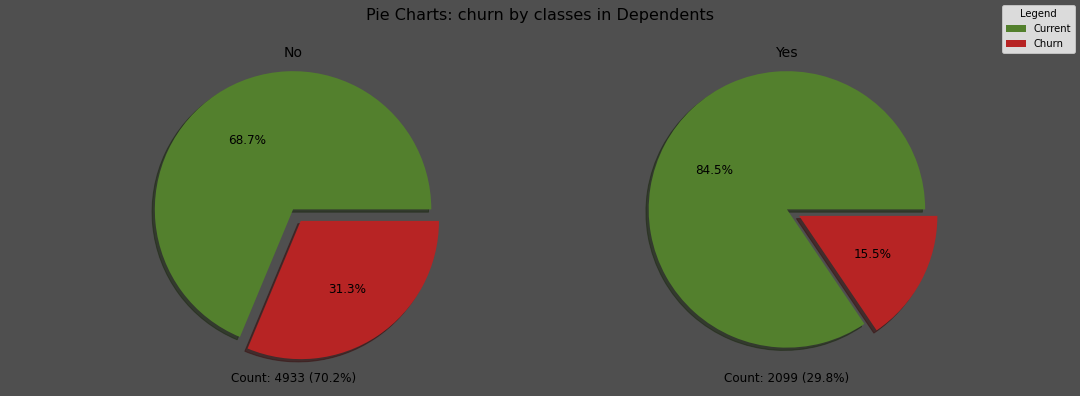 Pie Charts: churn by classes in Dependents
Legend
Current
Churn
No
68.7%
31.3%
Count: 4933 (70.2%)
Yes
84.5%
15.5%
Count: 2099 (29.8%)